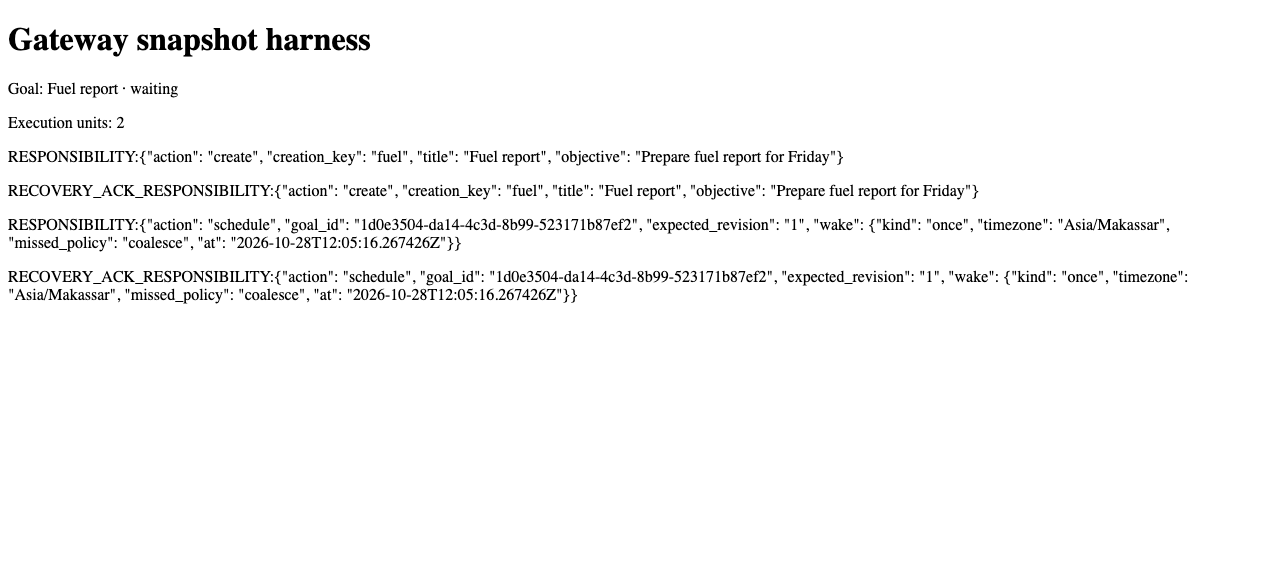 Gateway snapshot harness
Goal: Fuel report · waiting
Execution units: 2
RESPONSIBILITY:{"action": "create", "creation_key": "fuel", "title": "Fuel report", "objective": "Prepare fuel report for Friday"}
RECOVERY_ACK_RESPONSIBILITY:{"action": "create", "creation_key": "fuel", "title": "Fuel report", "objective": "Prepare fuel report for Friday"}
RESPONSIBILITY:{"action": "schedule", "goal_id": "1d0e3504-da14-4c3d-8b99-523171b87ef2", "expected_revision": "1", "wake": {"kind": "once", "timezone": "Asia/Makassar",
"missed_policy": "coalesce", "at": "2026-10-28T12:05:16.267426Z"}}
RECOVERY_ACK_RESPONSIBILITY:{"action": "schedule", "goal_id": "1d0e3504-da14-4c3d-8b99-523171b87ef2", "expected_revision": "1", "wake": {"kind": "once", "timezone":
"Asia/Makassar", "missed_policy": "coalesce", "at": "2026-10-28T12:05:16.267426Z"}}